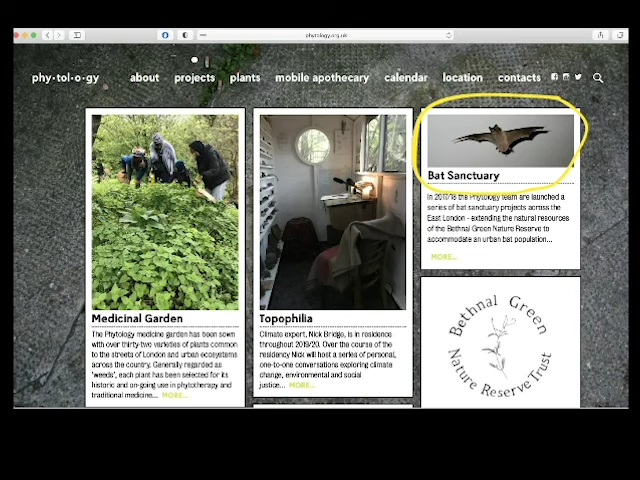 phytology.org.uk
phy·tol·o·gy
about projects plants mobile apothecary calendar location contacts
Medicinal Garden
The Phytology medicine garden has been sown
with over thirty-two varieties of plants common
to the streets of London and urban ecosystems
across the country. Generally regarded as
'weeds', each plant has been selected for its
historic and on-going use in phytotherapy and
traditional medicine... MORE...
Topophilia
Climate expert, Nick Bridge, is in residence
throughout 2019/20. Over the course of the
residency Nick will host a series of personal,
one-to-one conversations exploring climate
change, environmental and social
justice... MORE...
Bat Sanctuary
In 2016/18 the Phytology team are launched a
series of bat sanctuary projects across the
East London - extending the natural resources
of the Bethnal Green Nature Reserve to
accommodate an urban bat population...
MORE...
Bethnal Green
Nature Reserve Trust